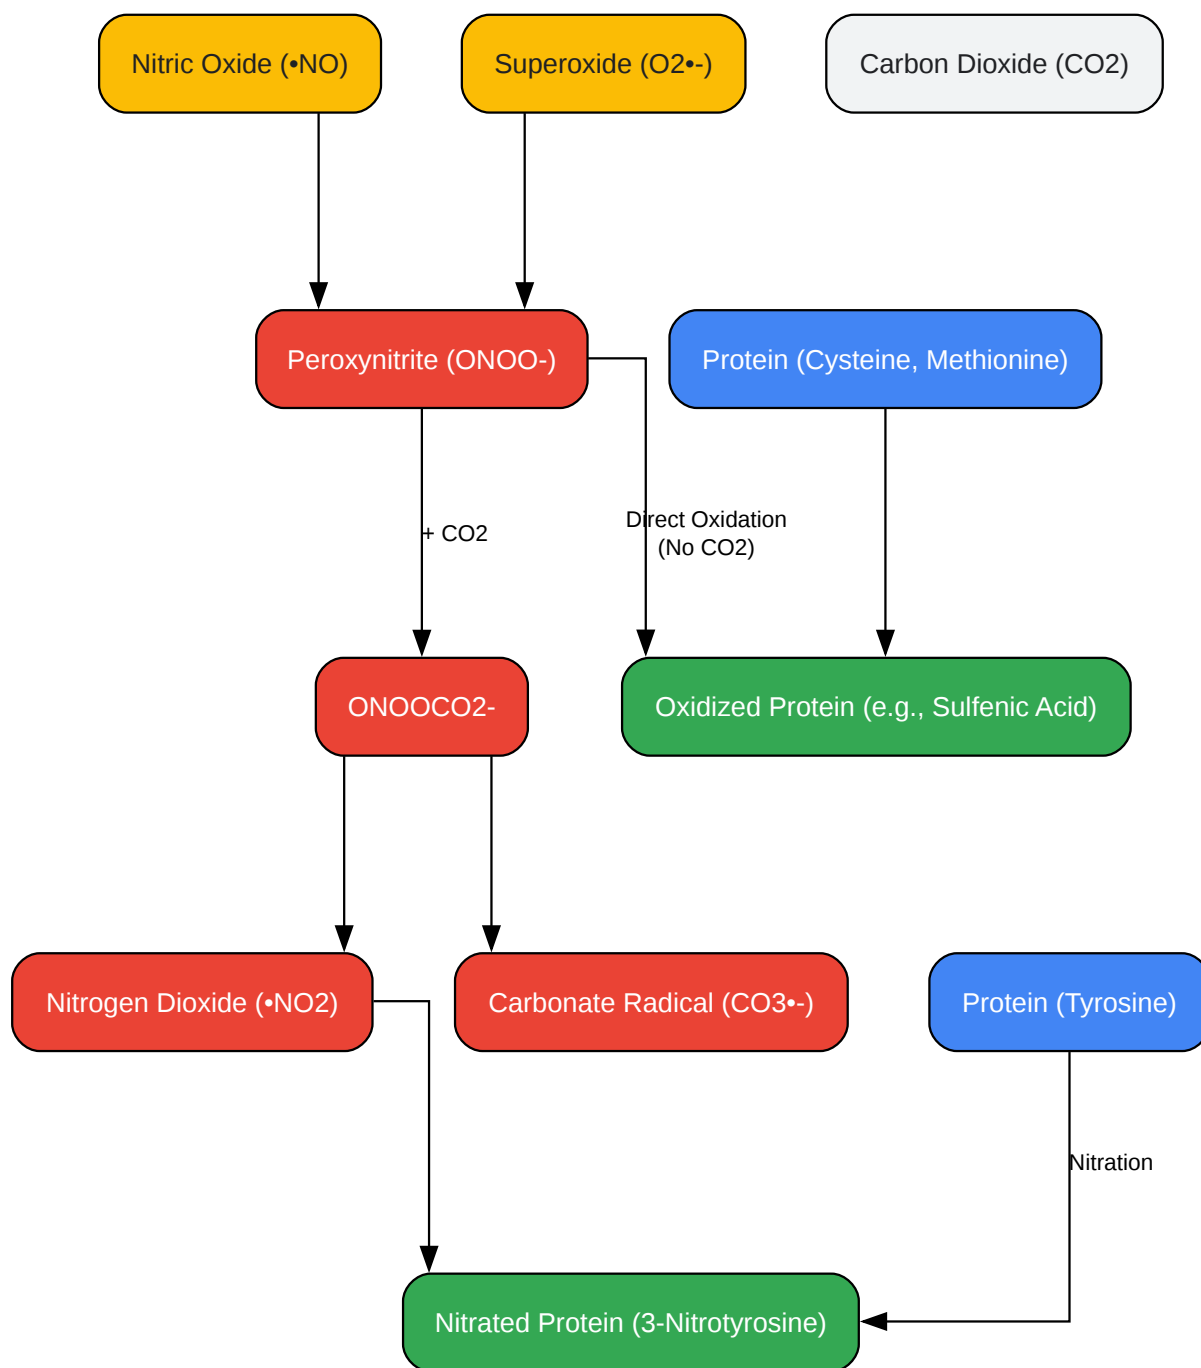 Nitric Oxide (•NO)
Superoxide (O2•-)
Carbon Dioxide (CO2)
Peroxynitrite (ONOO-)
Protein (Cysteine, Methionine)
+ CO2
Direct Oxidation
(No CO2)
ONOOCO2-
Oxidized Protein (e.g., Sulfenic Acid)
Nitrogen Dioxide (•NO2)
Carbonate Radical (CO3•-)
Protein (Tyrosine)
Nitration
Nitrated Protein (3-Nitrotyrosine)